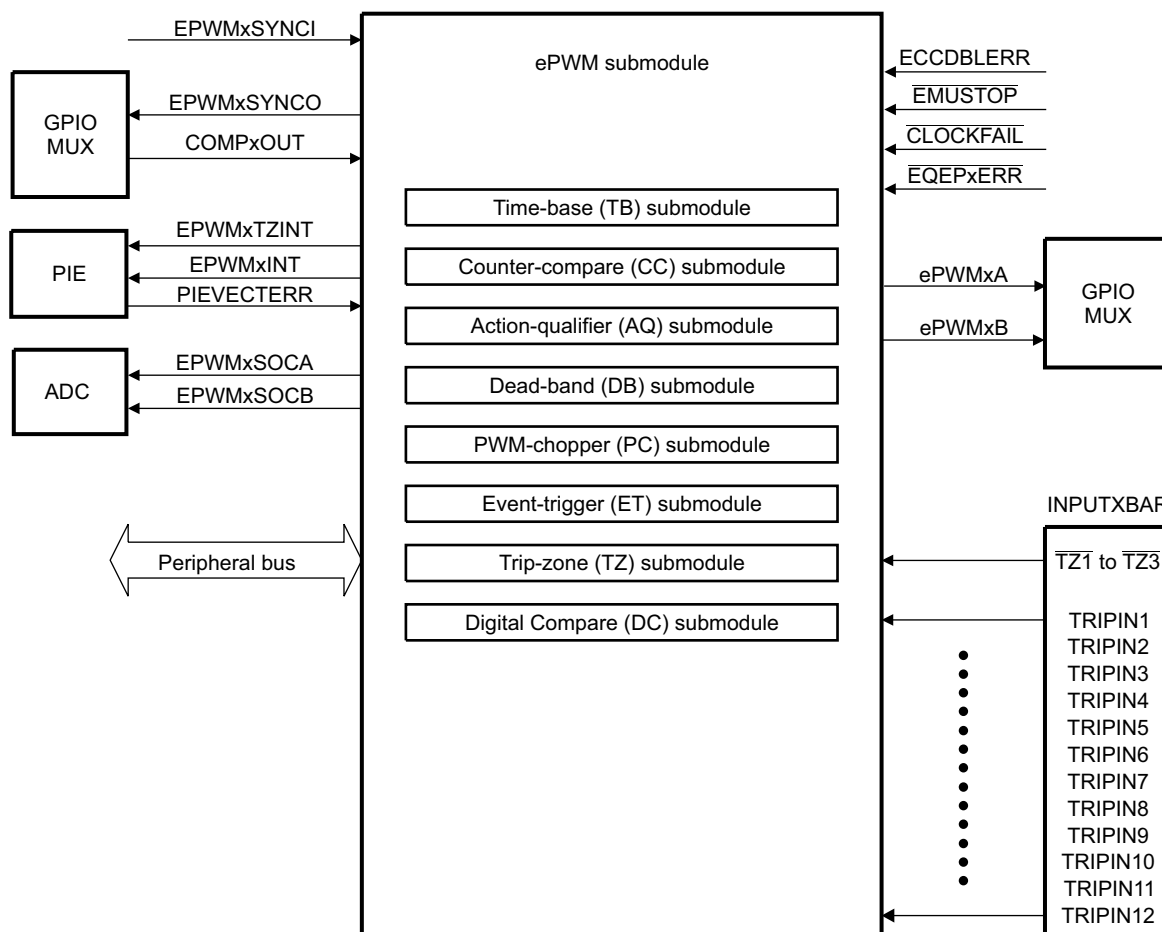 EPWMxSYNCI
ePWM submodule
ECCDBLERR
EPWMxSYNCO
EMUSTOP
GPIO
MUX
COMPxOUT
CLOCKFAIL
EQEPxERR
Time-base (TB) submodule
EPWMxTZINT
PIE
EPWMxINT
Counter-compare (CC) submodule
ePWMxA
GPIO
MUX
PIEVECTERR
Action-qualifier (AQ) submodule
ePWMxB
EPWMxSOCA
ADC
EPWMxSOCB
Dead-band (DB) submodule
PWM-chopper (PC) submodule
Event-trigger (ET) submodule
INPUTXBAR
Peripheral bus
Trip-zone (TZ) submodule
TZ1 to TZ3
Digital Compare (DC) submodule
TRIPIN1
TRIPIN2
TRIPIN3
TRIPIN4
TRIPIN5
TRIPIN6
TRIPIN7
TRIPIN8
TRIPIN9
TRIPIN10
TRIPIN11
TRIPIN12